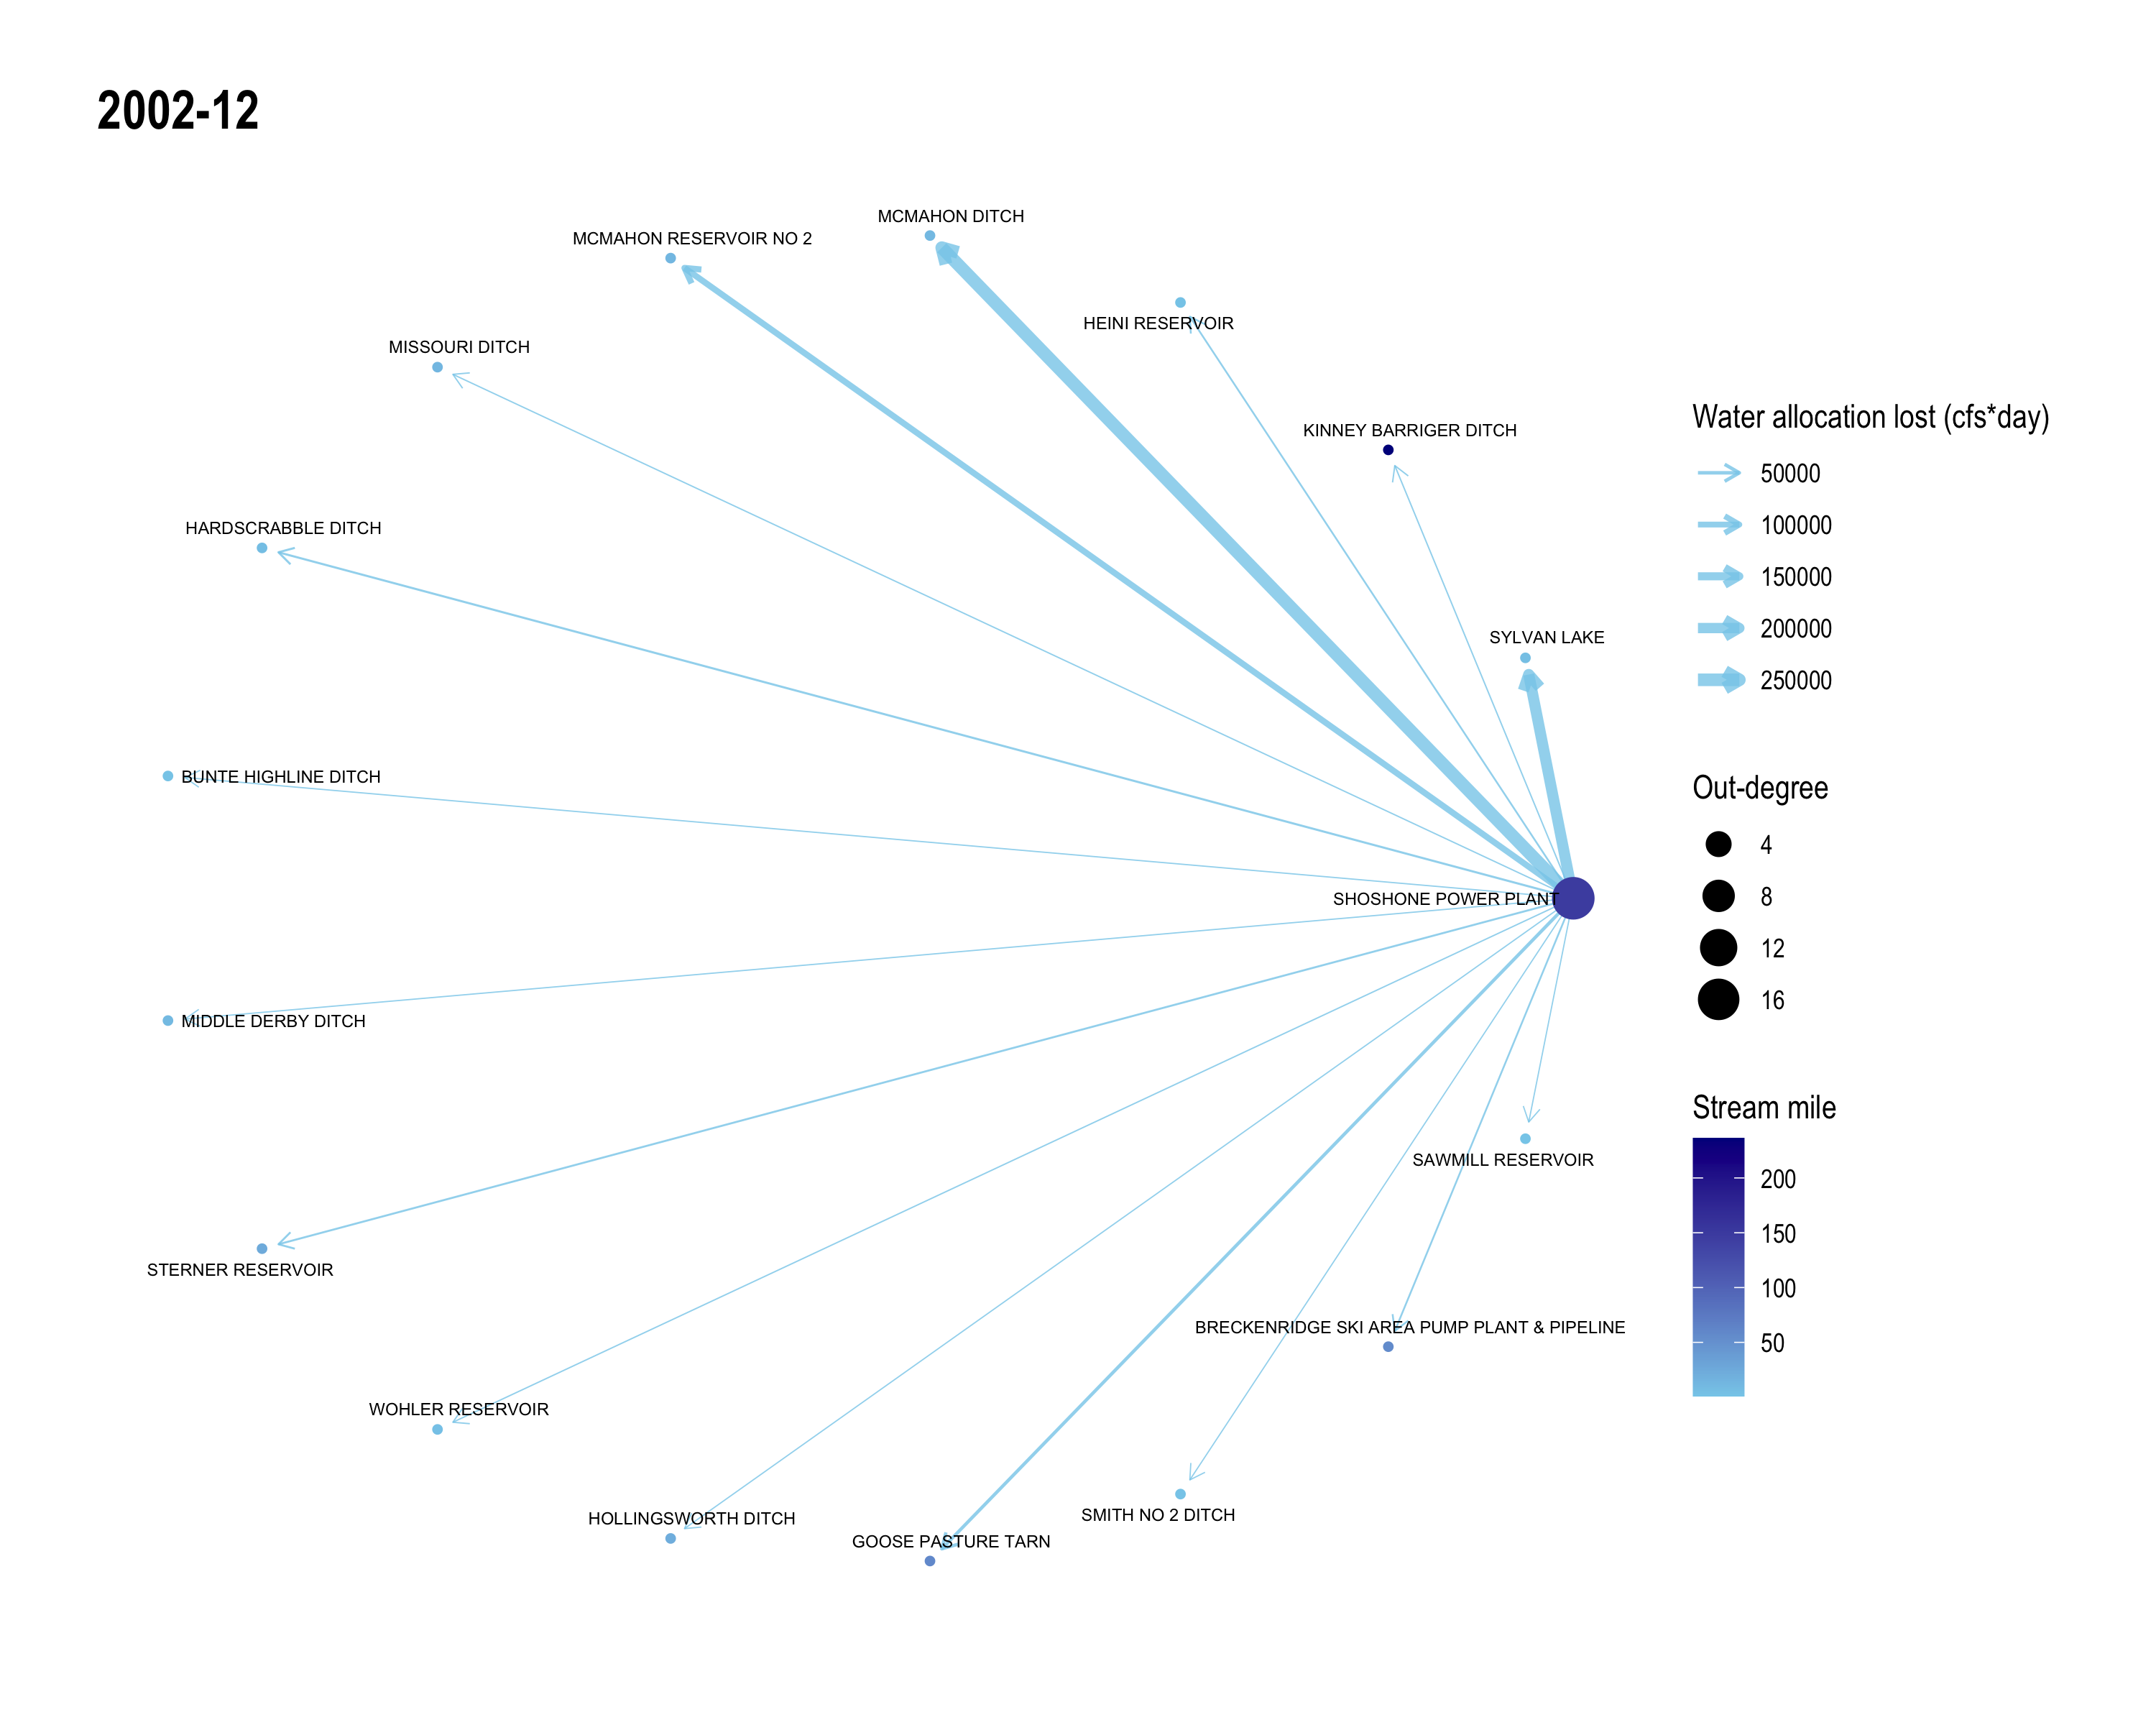 2002-12
MCMAHON DITCH
MCMAHON RESERVOIR NO 2
HEINI RESERVOIR
MISSOURI DITCH
KINNEY BARRIGER DITCH
HARDSCRABBLE DITCH
SYLVAN LAKE
BUNTE HIGHLINE DITCH
SHOSHONE POWER PLANT
MIDDLE DERBY DITCH
SAWMILL RESERVOIR
STERNER RESERVOIR
BRECKENRIDGE SKI AREA PUMP PLANT & PIPELINE
WOHLER RESERVOIR
SMITH NO 2 DITCH
HOLLINGSWORTH DITCH
GOOSE PASTURE TARN
Water allocation lost (cfs*day)
50000
100000
150000
200000
250000
Out-degree
4
8
12
16
Stream mile
200
150
100
50